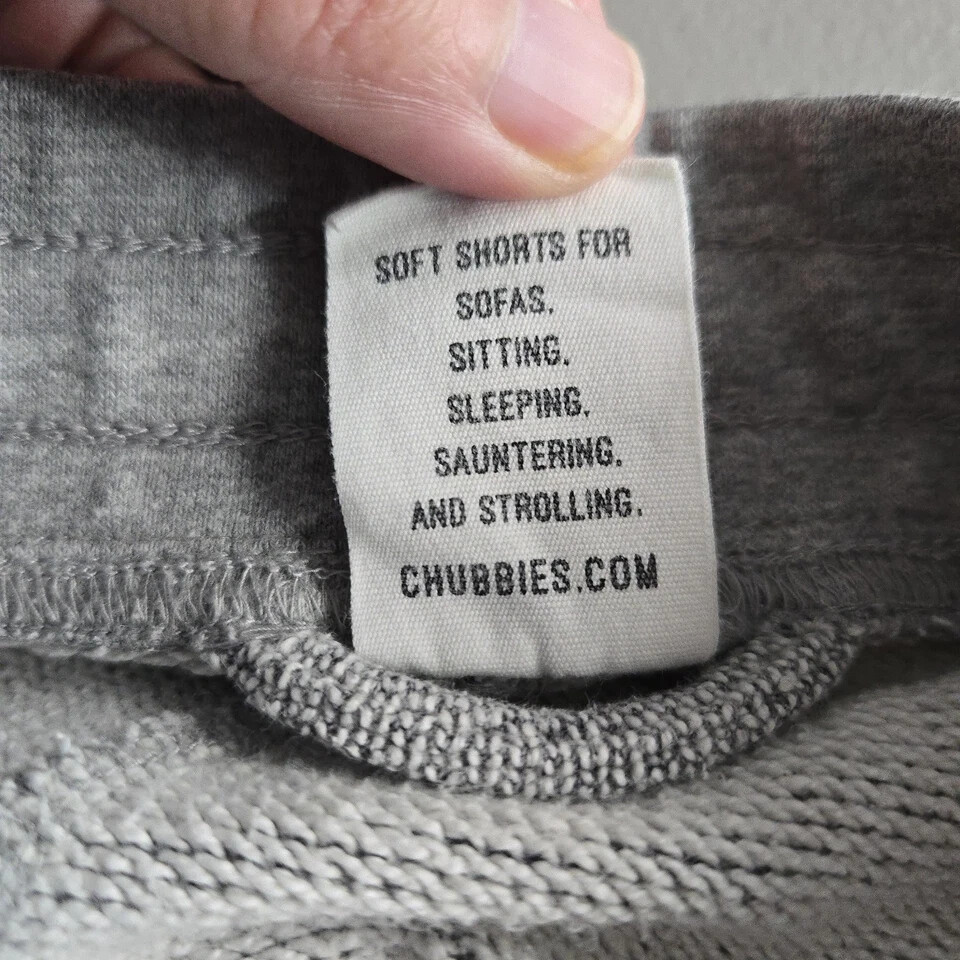 SOFT SHORTS FOR
SOFAS.
SITTING.
SLEEPING.
SAUNTERING.
AND STROLLING.
CHUBBIES.COM